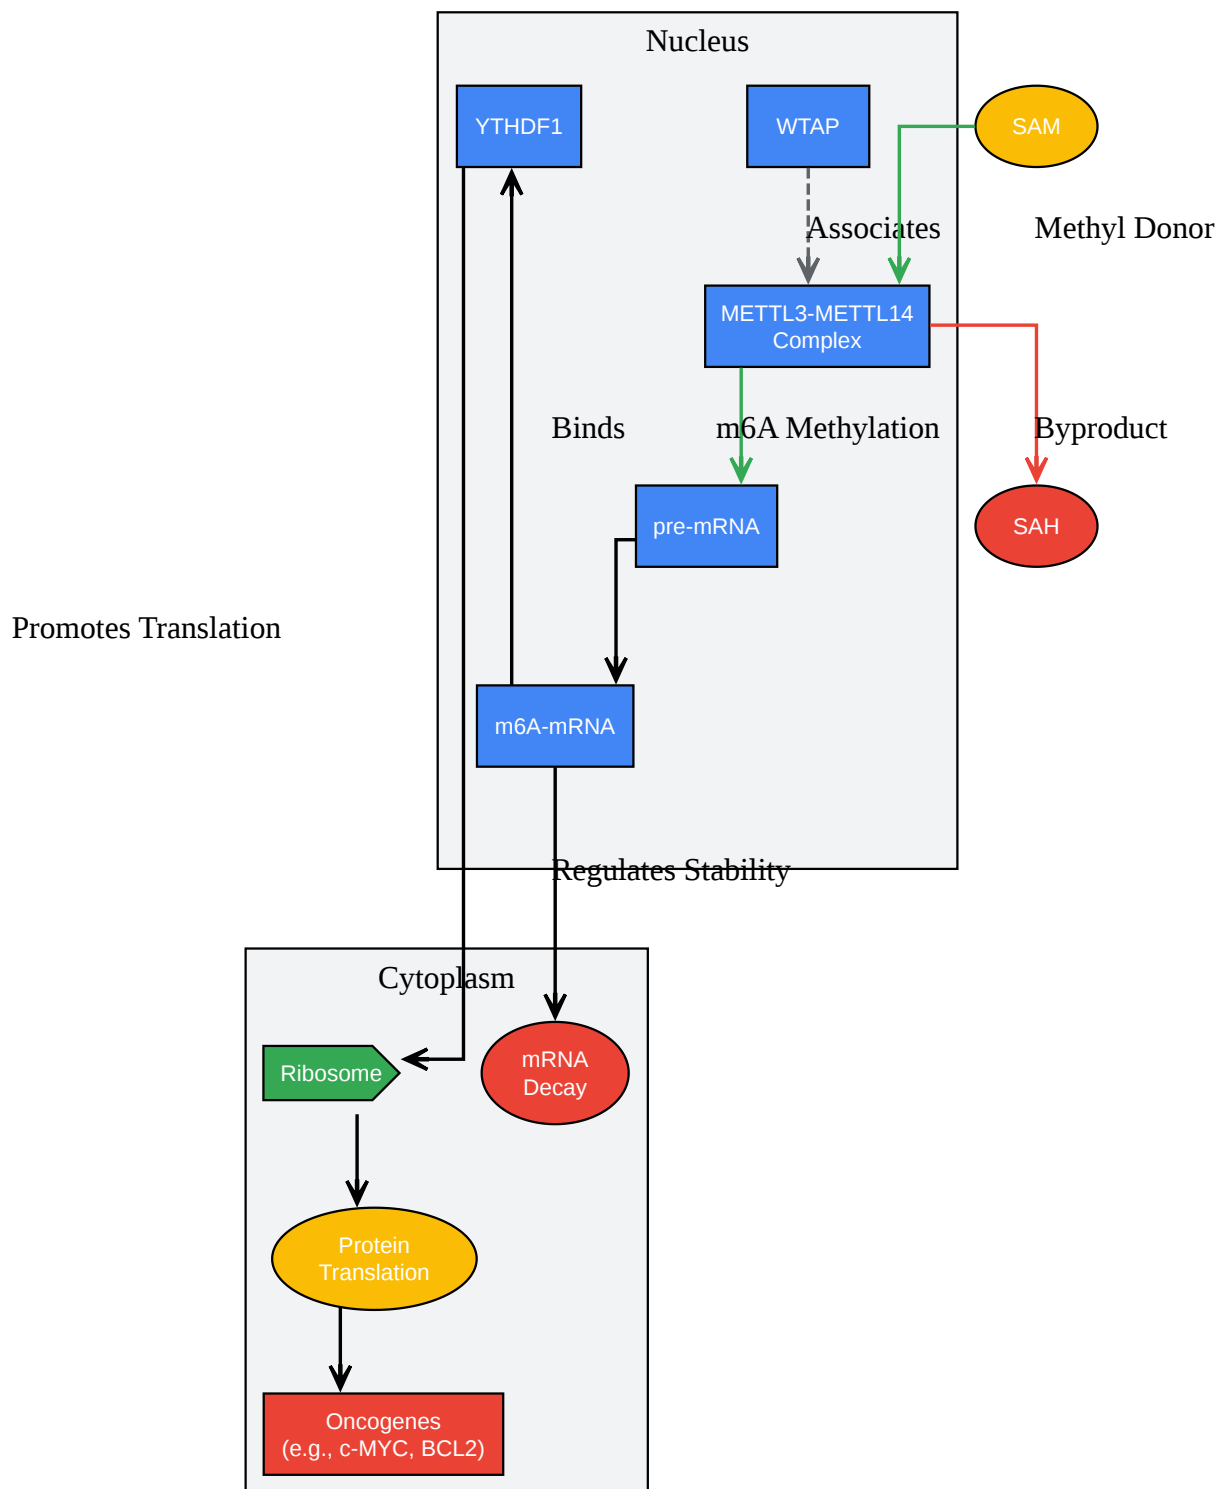 Nucleus
YTHDF1
WTAP
SAM
Associates
Methyl Donor
METTL3-METTL14
Complex
Binds
m6A Methylation
Byproduct
pre-mRNA
SAH
Promotes Translation
m6A-mRNA
Regulates Stability
Cytoplasm
Ribosome
mRNA
Decay
Protein
Translation
Oncogenes
(e.g., c-MYC, BCL2)